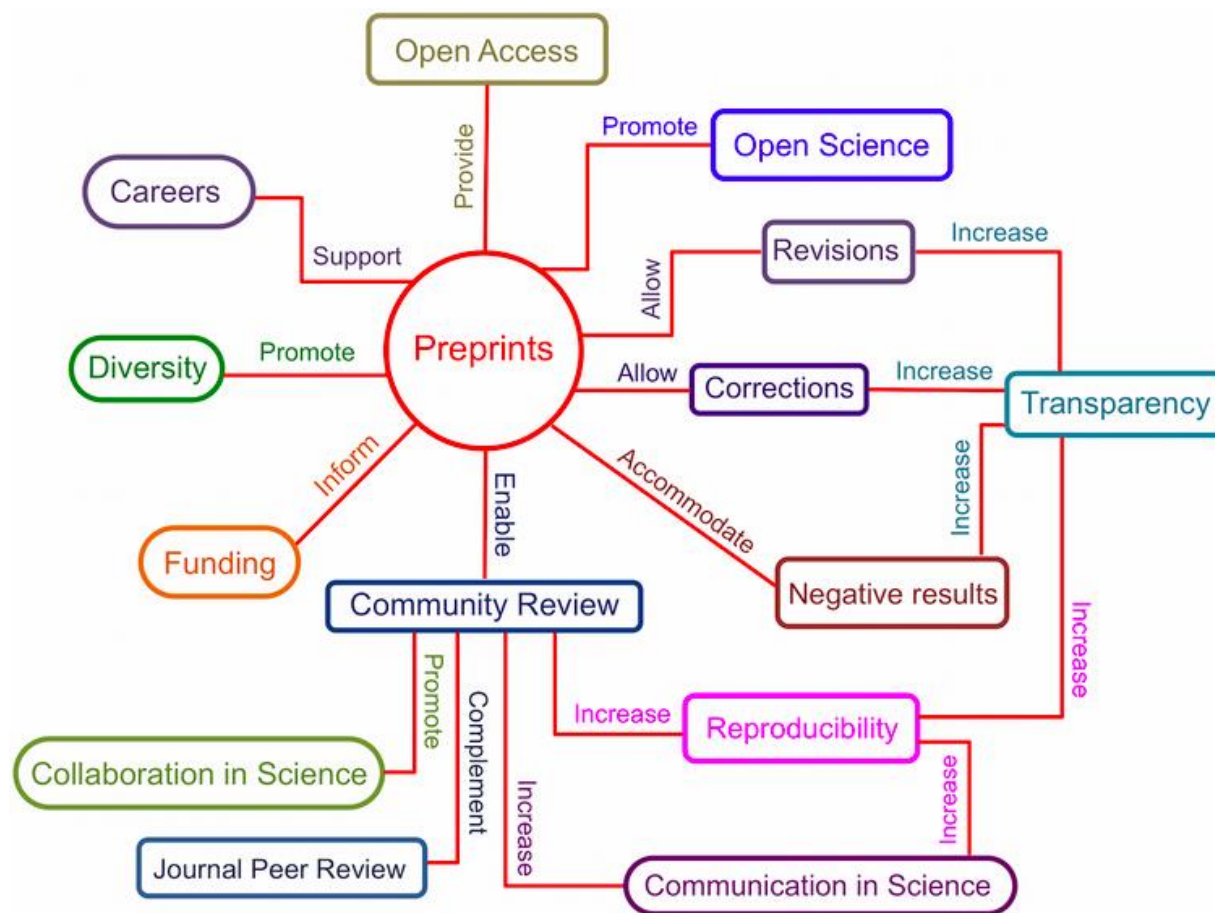 Open Access
Provide
Promote
Open Science
Careers
Support
Revisions
Increase
Allow
Preprints
Diversity
Promote
Allow
Corrections
Increase
Transparency
Inform
Funding
Enable
Accommodate
Increase
Negative results
Community Review
Promote
Complement
Increase
Increase
Reproducibility
Increase
Collaboration in Science
Increase
Journal Peer Review
Communication in Science